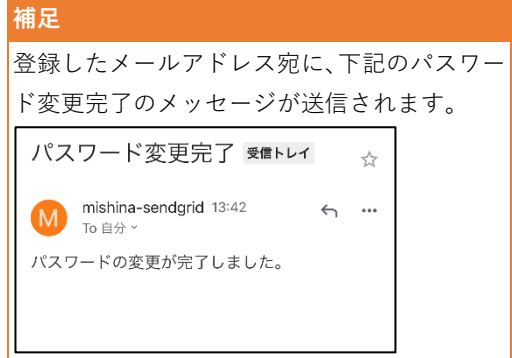 補足
登録したメールアドレス宛に、下記のパスワー
ド変更完了のメッセージが送信されます。
パスワード変更完了 受信トレイ
M
mishina-sendgrid 13:42
To 自分
パスワードの変更が完了しました。